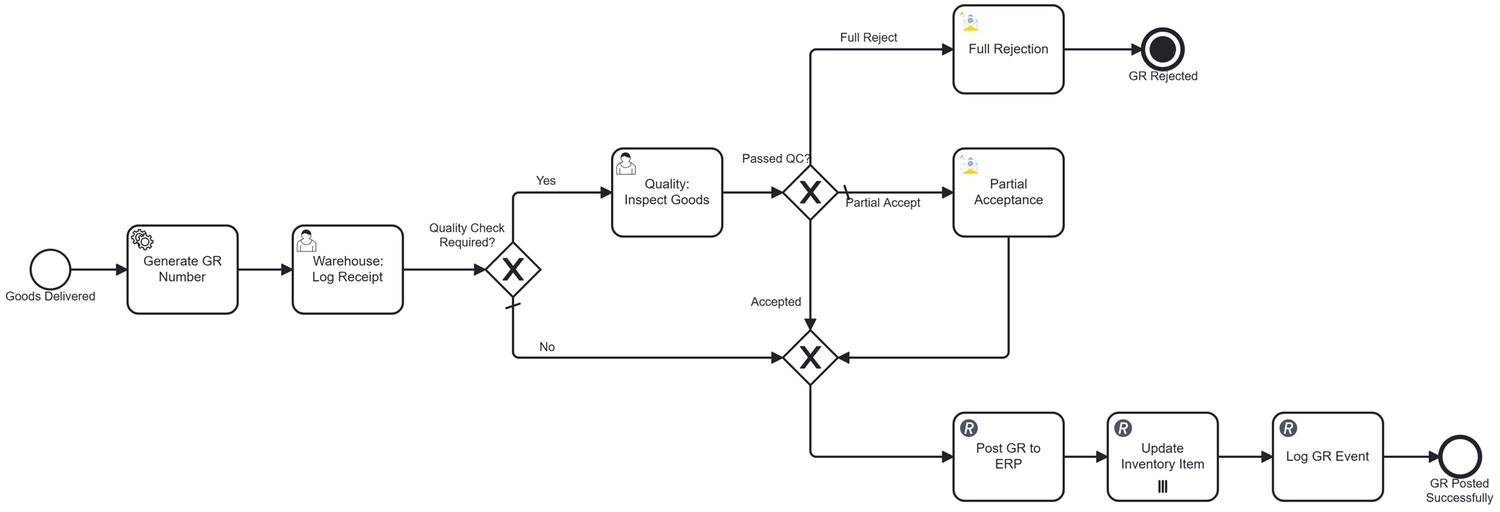 Full Reject
Full Rejection
GR Rejected
Passed QC?
Yes
Quality:
Inspect Goods
Partial Accept
Partial
Acceptance
Quality Check
Required?
Goods Delivered
Generate GR
Number
Warehouse:
Log Receipt
X
X
Accepted
No
X
R
Post GR to
ERP
R
Update
Inventory Item
R
Log GR Event
GR Posted
Successfully